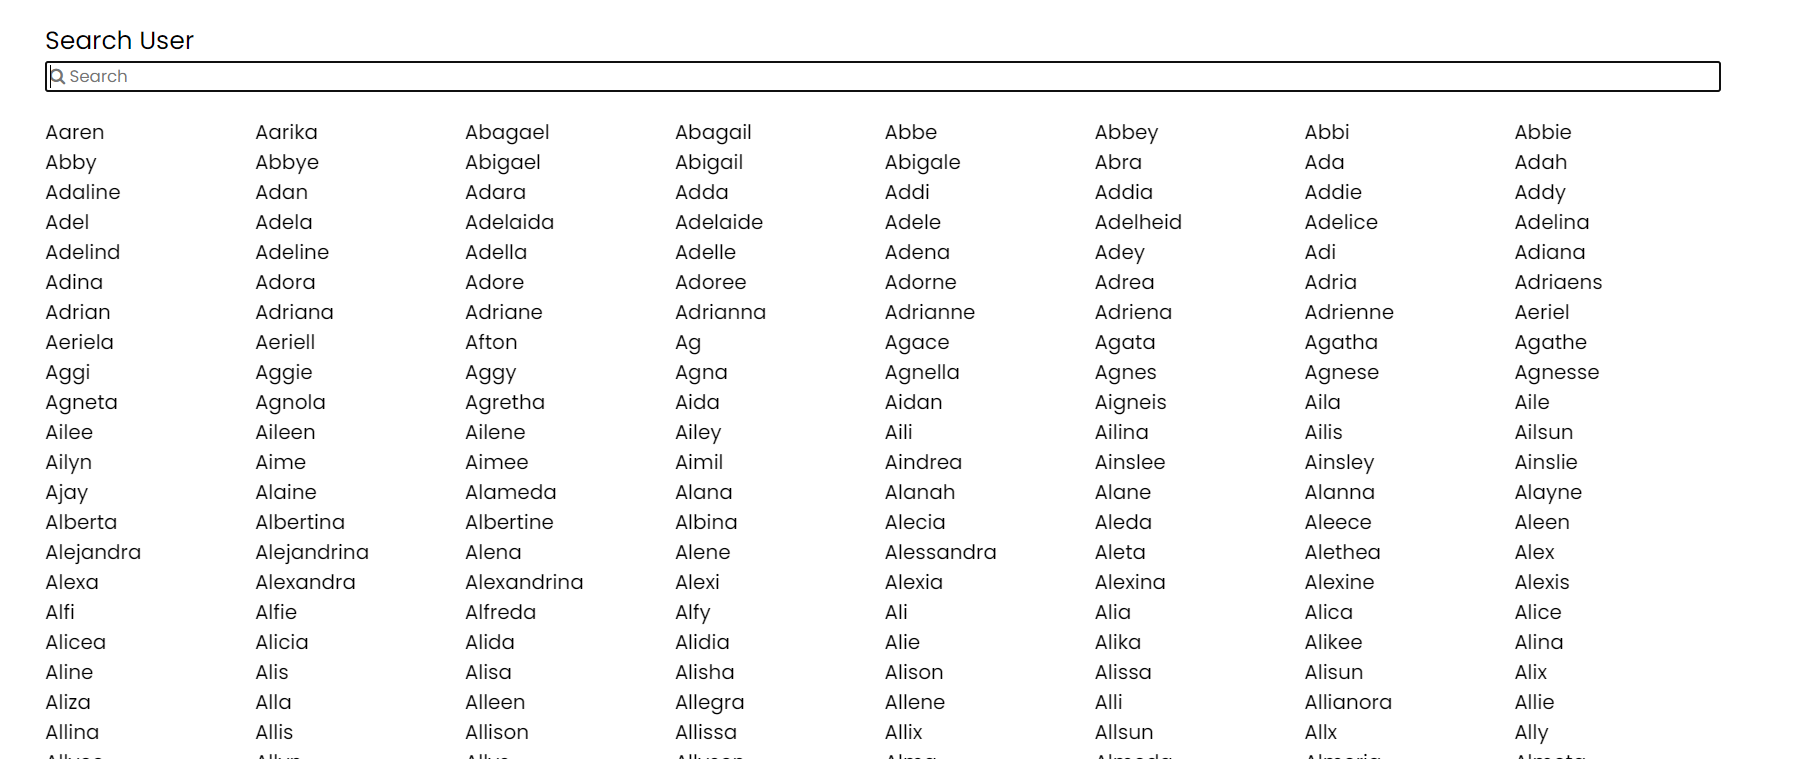 Search User
Search
Aaren Aarika Abagael Abagail Abbe Abbey Abbi Abbie
Abby Abbye Abigael Abigail Abigale Abra Ada Adah
Adaline Adan Adara Adda Addi Addia Addie Addy
Adel Adela Adelaida Adelaide Adele Adelheid Adelice Adelina
Adelind Adeline Adella Adelle Adena Adey Adi Adiana
Adina Adora Adore Adoree Adorne Adrea Adria Adriaens
Adrian Adriana Adriane Adrianna Adrianne Adriena Adrienne Aeriel
Aeriela Aeriell Afton Ag Agace Agata Agatha Agathe
Aggi Aggie Aggy Agna Agnella Agnes Agnese Agnesse
Agneta Agnola Agretha Aida Aidan Aigneis Aila Aile
Ailee Aileen Ailene Ailey Aili Ailina Ailis Ailsun
Ailyn Aime Aimee Aimil Aindrea Ainslee Ainsley Ainslie
Ajay Alaine Alameda Alana Alanah Alane Alanna Alayne
Alberta Albertina Albertine Albina Alecia Aleda Aleece Aleen
Alejandra Alejandrina Alena Alene Alessandra Aleta Alethea Alex
Alexa Alexandra Alexandrina Alexi Alexia Alexina Alexine Alexis
Alfi Alfie Alfreda Alfy Ali Alia Alica Alice
Alicea Alicia Alida Alidia Alie Alika Alikee Alina
Aline Alis Alisa Alisha Alison Alissa Alisun Alix
Aliza Alla Alleen Allegra Allene Alli Allianora Allie
Allina Allis Allison Allissa Allix Allsun Allx Ally